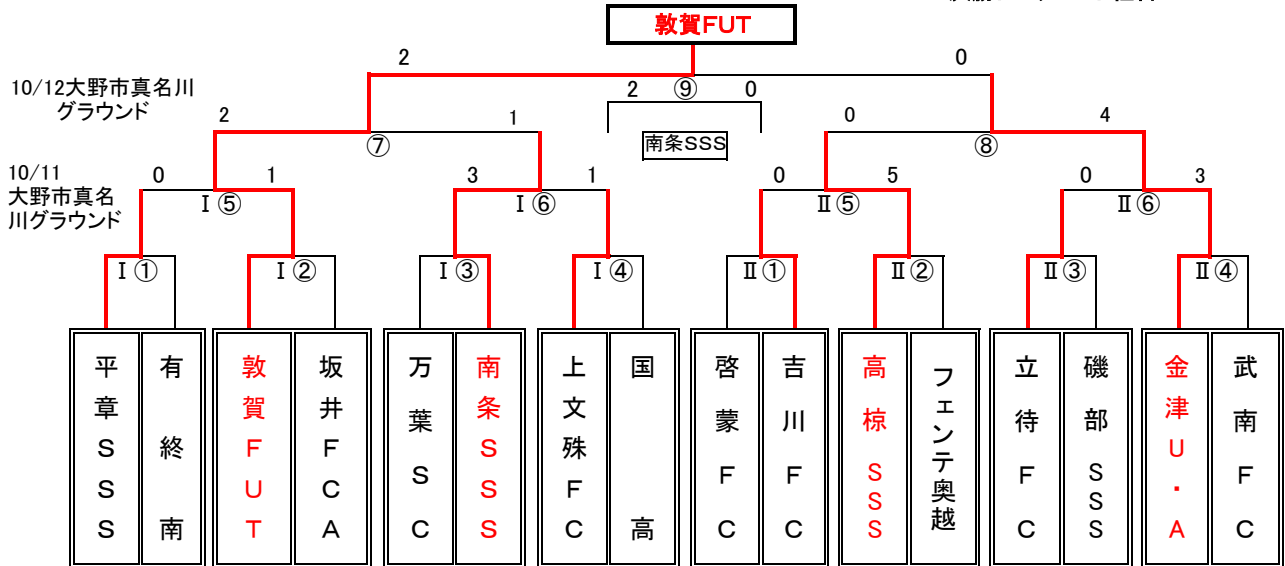 敦賀FUT
2 0
10/12大野市真名川
グラウンド
2 ⑨ 0
2 1 0 4
⑦ 南条SSS ⑧
10/11
大野市真名
川グラウンド
0 1 3 1 0 5 0 3
Ⅰ⑤ Ⅰ⑥ Ⅱ⑤ Ⅱ⑥
Ⅰ① Ⅰ② Ⅰ③ Ⅰ④ Ⅱ① Ⅱ② Ⅱ③ Ⅱ④
平章SSS
有終南
敦賀FUT
坂井FCA
万葉SC
南条SSS
上文殊FC
国高
啓蒙FC
吉川FC
高椋SSS
フェンテ奥越
立待FC
磯部SSS
金津U・A
武南FC